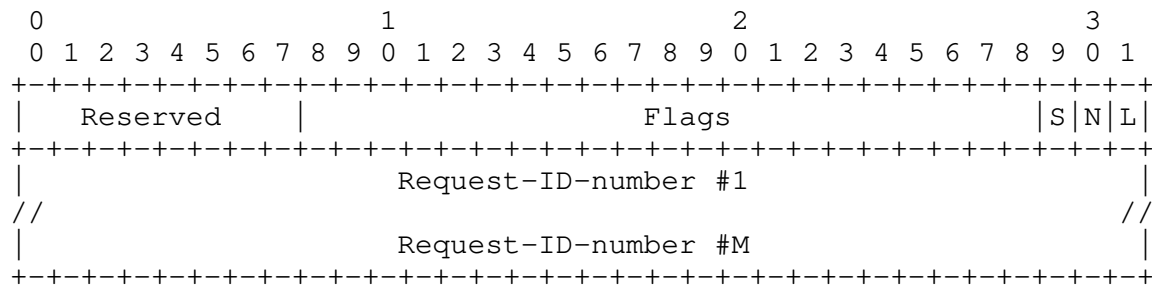 0                   1                   2                   3
 0 1 2 3 4 5 6 7 8 9 0 1 2 3 4 5 6 7 8 9 0 1 2 3 4 5 6 7 8 9 0 1
+-+-+-+-+-+-+-+-+-+-+-+-+-+-+-+-+-+-+-+-+-+-+-+-+-+-+-+-+-+-+-+-+
|   Reserved    |                   Flags                 |S|N|L|
+-+-+-+-+-+-+-+-+-+-+-+-+-+-+-+-+-+-+-+-+-+-+-+-+-+-+-+-+-+-+-+-+
|                     Request-ID-number #1                      |
//                                                             //
|                     Request-ID-number #M                      |
+-+-+-+-+-+-+-+-+-+-+-+-+-+-+-+-+-+-+-+-+-+-+-+-+-+-+-+-+-+-+-+-+